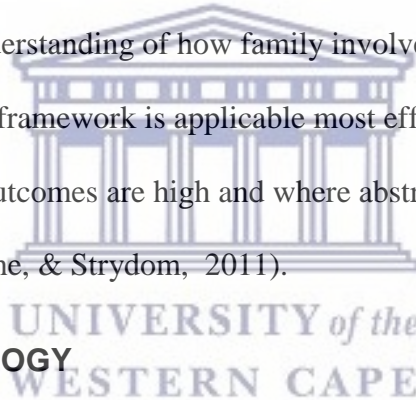 derstanding of how family involve
framework is applicable most eff
utcomes are high and where abstr
ne, & Strydom, 2011).
UNIVERSITY of the
OGY
WESTERN CAPE